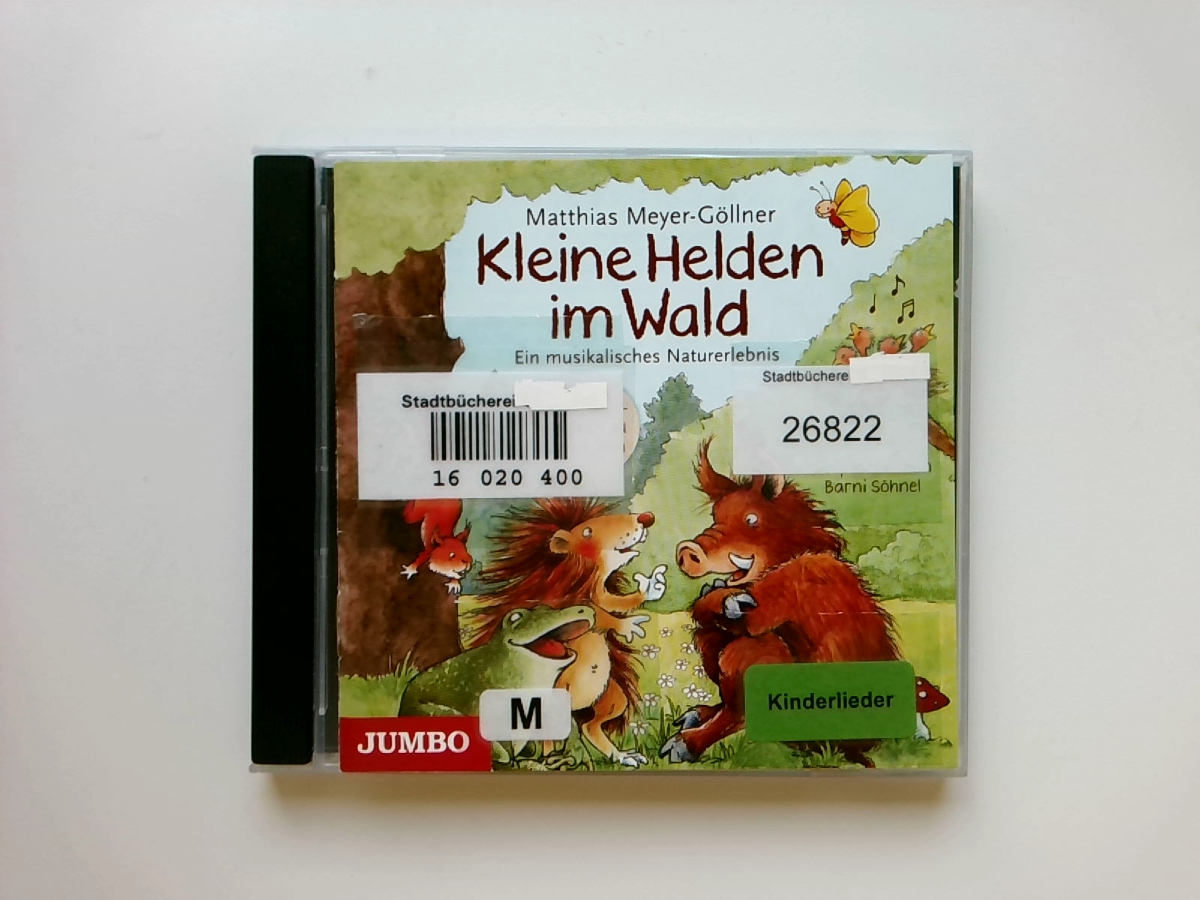 Matthias Meyer-Göllner
Kleine Helden
im Wald
Ein musikalisches Naturerlebnis
Stadtbücherei
16 020 400
Stadtbüchere
26822
Barni Söhnel
M
Kinderlieder
JUMBO